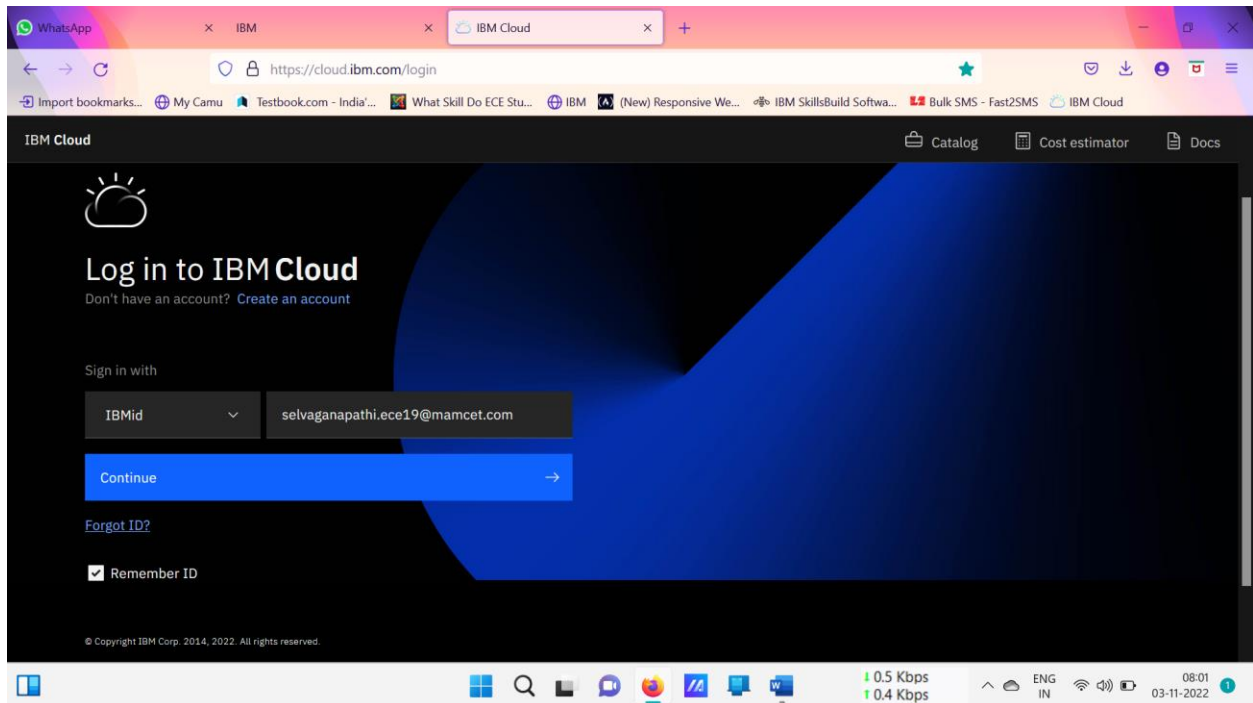 WhatsApp IBM IBM Cloud
https://cloud.ibm.com/login
Import bookmarks... My Camu Testbook.com - India'... What Skill Do ECE Stu... IBM (New) Responsive We... IBM SkillsBuild Softwa... Bulk SMS - Fast2SMS IBM Cloud
IBM Cloud Catalog Cost estimator Docs
Log in to IBM Cloud
Don't have an account? Create an account
Sign in with
IBMid selvaganapathi.ece19@mamcet.com
Continue
Forgot ID?
Remember ID
© Copyright IBM Corp. 2014, 2022. All rights reserved.
0.5 Kbps ENG 08:01
0.4 Kbps IN 03-11-2022 1